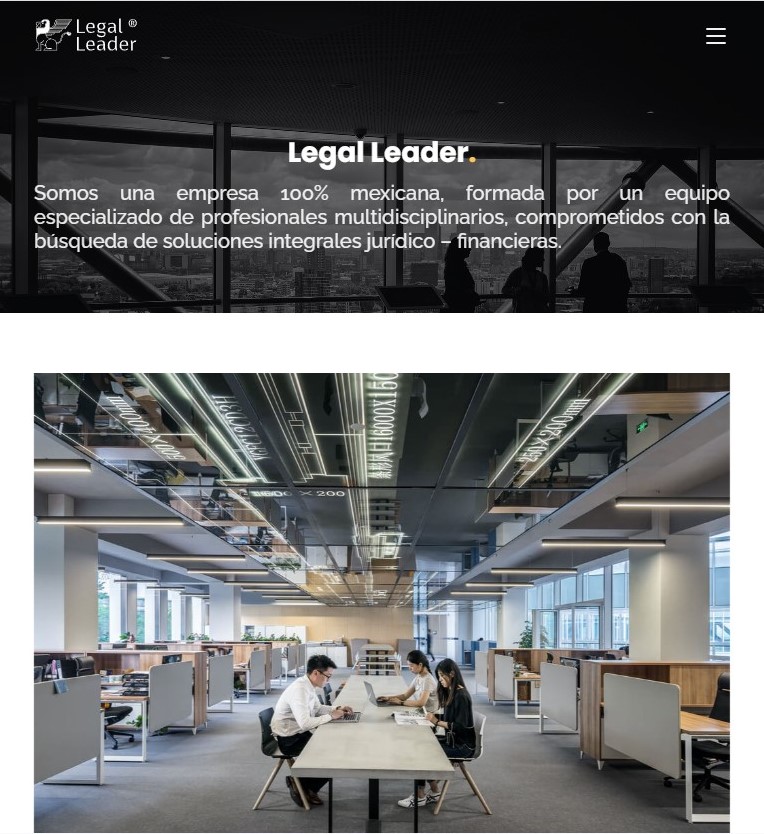 Legal ®
Leader
Legal Leader.
Somos una empresa 100% mexicana, formada por un equipo
especializado de profesionales multidisciplinarios, comprometidos con la
búsqueda de soluciones integrales jurídico – financieras.